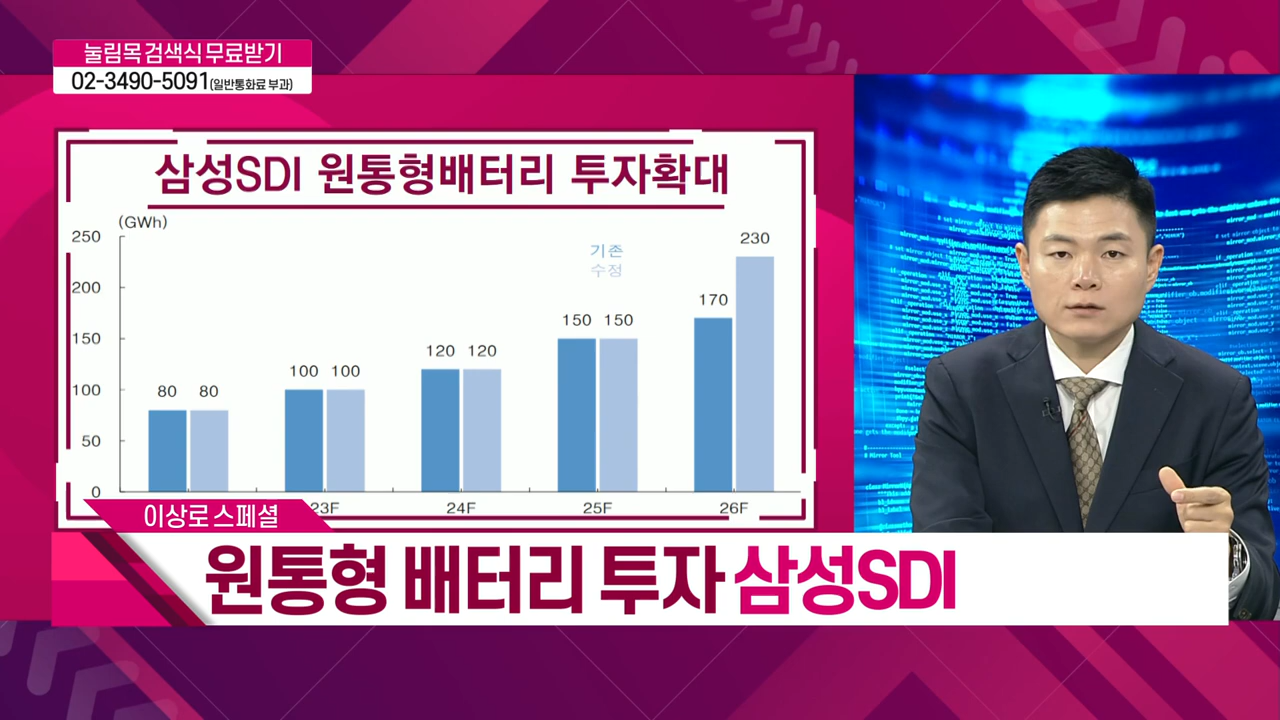 눌림목 검색식 무료받기
02-3490-5091(일반통화료 부과)
삼성SDI 원통형배터리 투자확대
(GWh)
250
200
150
100
50
0
기존
수정
80 80
100 100
120 120
150 150
170 230
23F 24F 25F 26F
이상로 스페셜
원통형 배터리 투자 삼성SDI